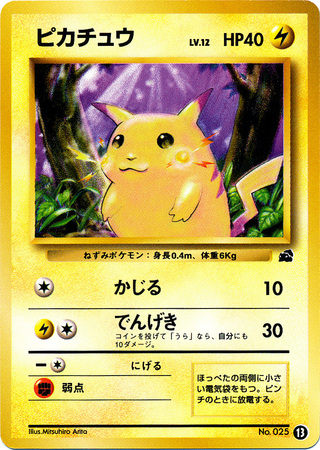 ピカチュウ LV.12 HP40
ねずみポケモン：身長0.4m、体重6Kg
かじる 10
でんげき 30
コインを投げて「うら」なら、自分にも
10ダメージ。
にげる
弱点
ほっぺたの両側に小さ
い電気袋をもつ。ピン
チのときに放電する。
Illus.Mitsuhiro Arita No. 025 13